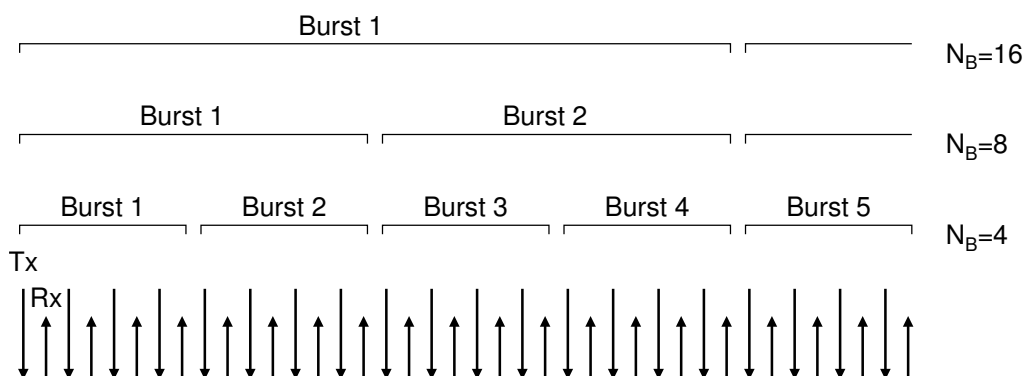 Burst 1
N_B=16
Burst 1 Burst 2
N_B=8
Burst 1 Burst 2 Burst 3 Burst 4 Burst 5
N_B=4
Tx
Rx